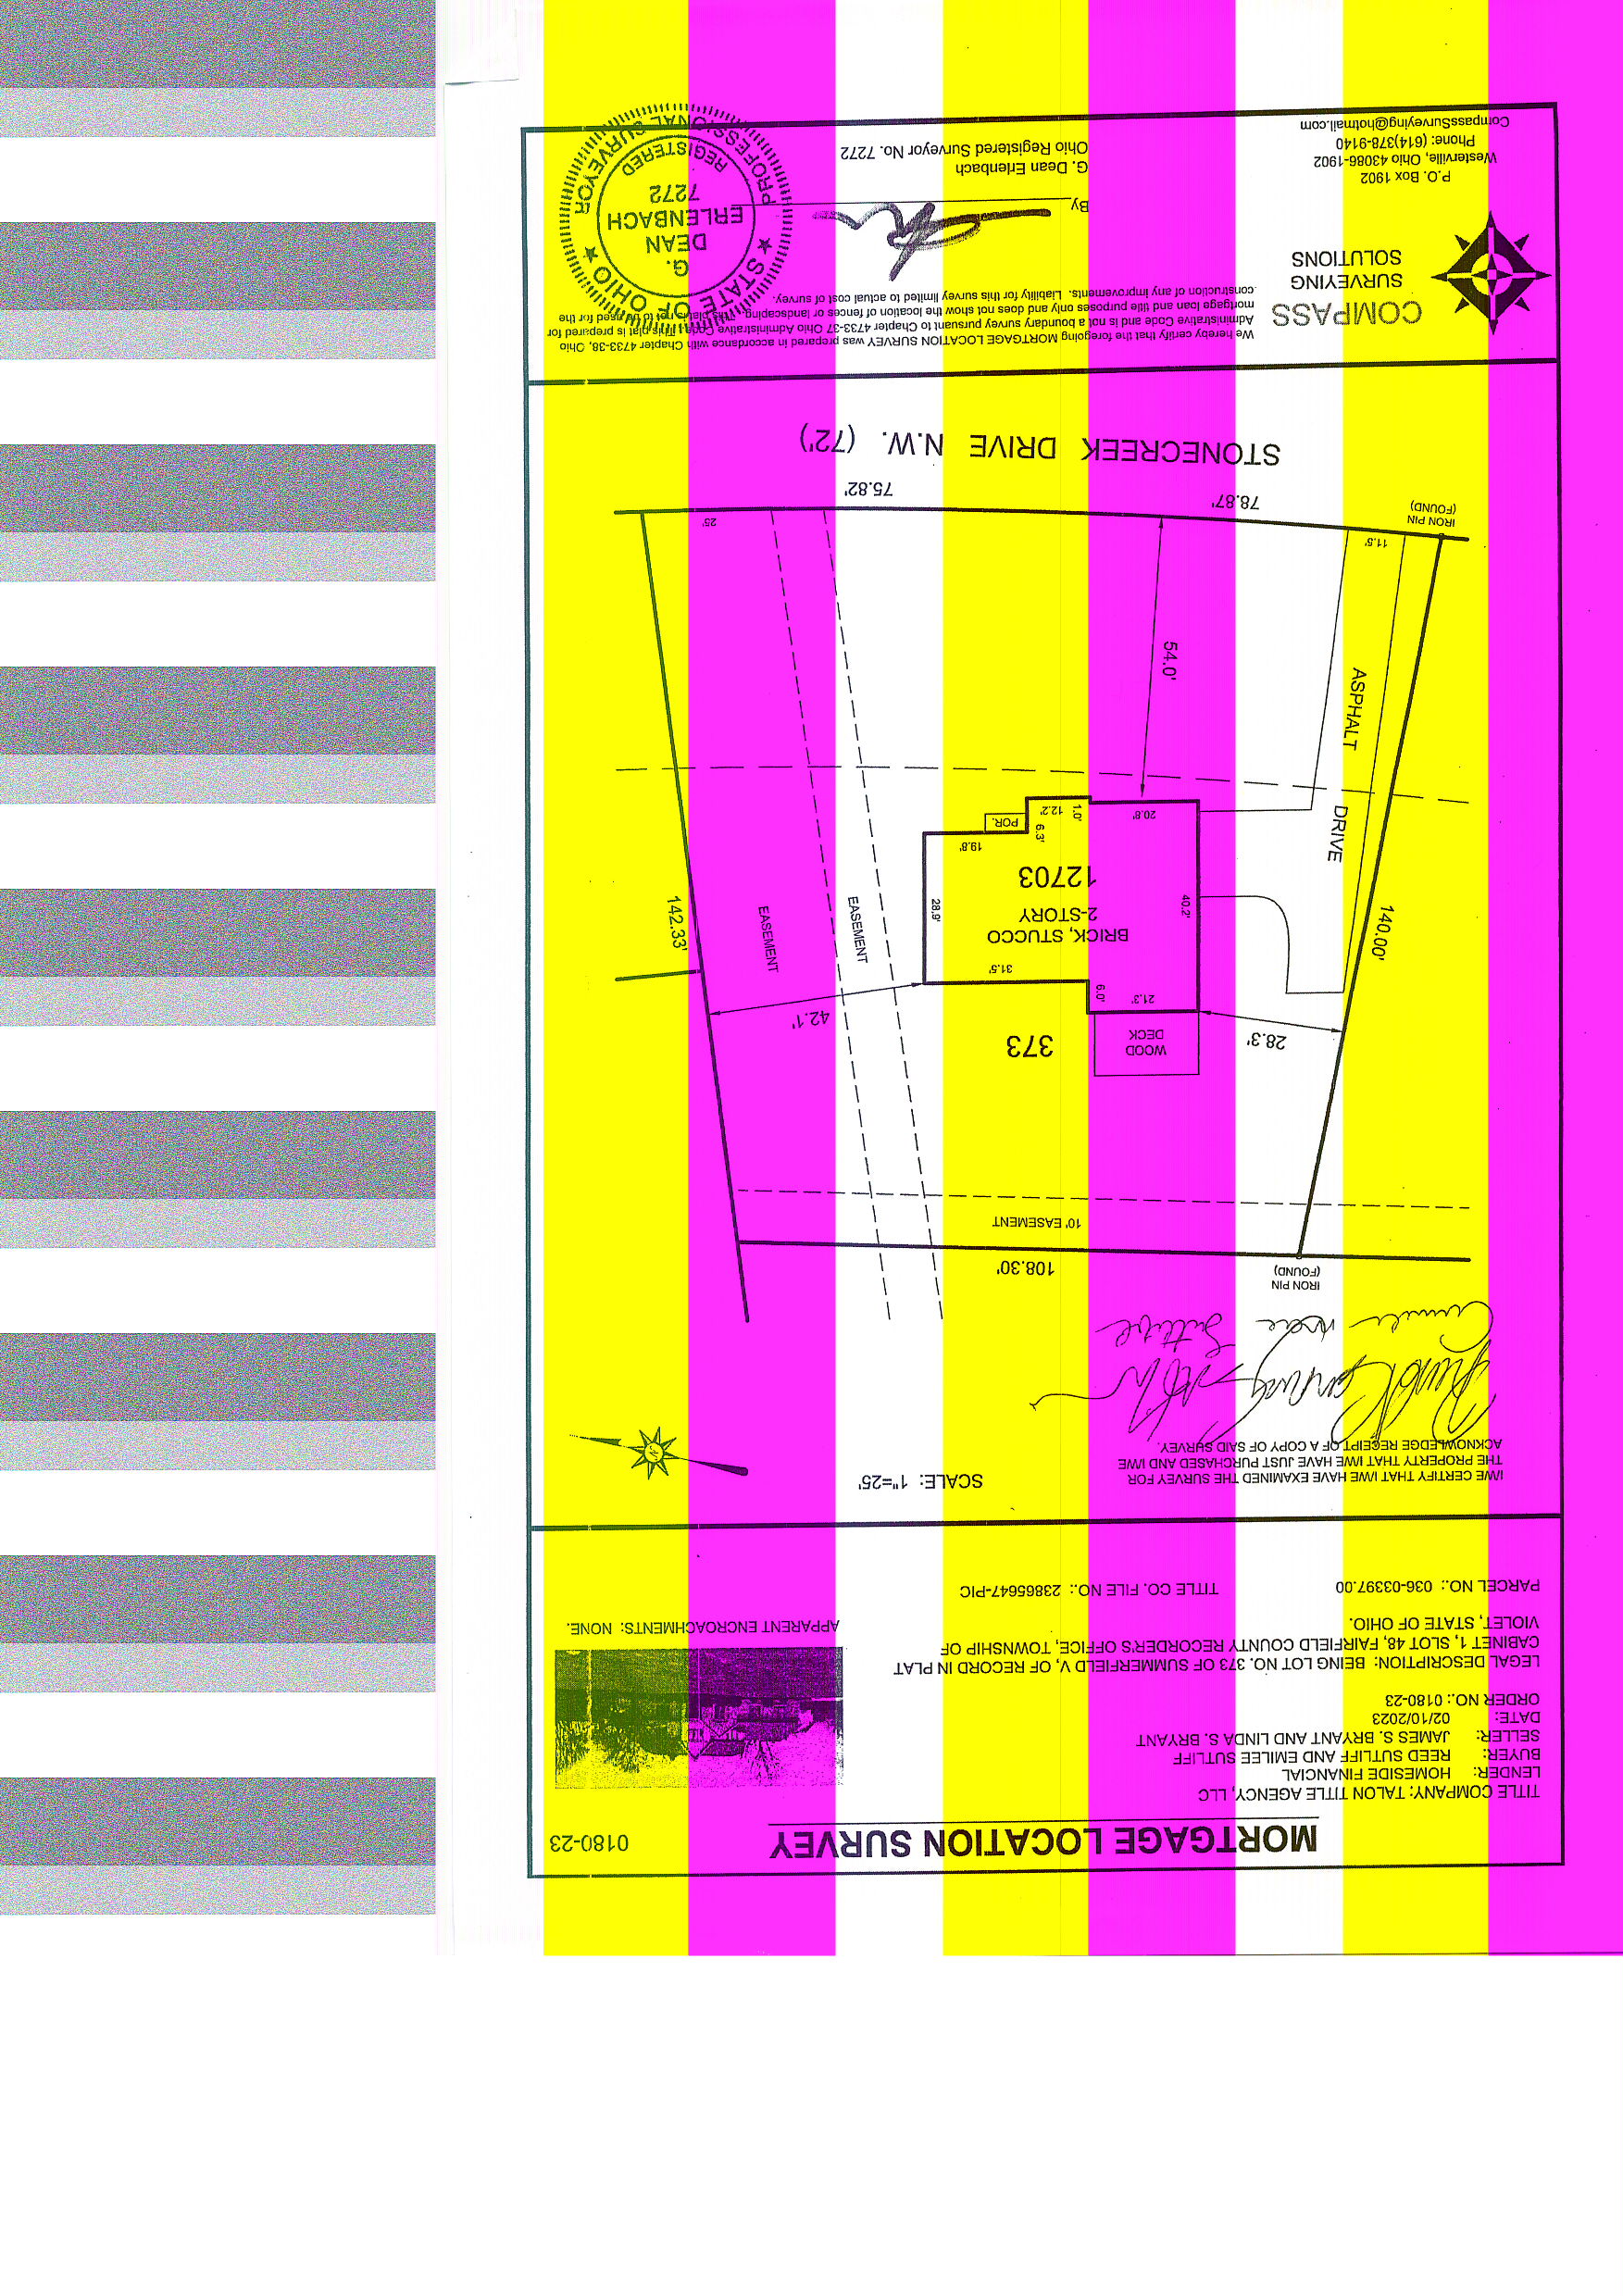 MORTGAGE LOCATION SURVEY
0180-23
TITLE COMPANY: TALON TITLE AGENCY, LLC
LENDER: HOMESIDE FINANCIAL
BUYER: REED SUTLIFF AND EMILEE SUTLIFF
SELLER: JAMES S. BRYANT AND LINDA S. BRYANT
DATE: 02/10/2023
ORDER NO.: 0180-23
LEGAL DESCRIPTION: BEING LOT NO. 373 OF SUMMERFIELD V, OF RECORD IN PLAT
CABINET 1, SLOT 48, FAIRFIELD COUNTY RECORDER'S OFFICE, TOWNSHIP OF
VIOLET, STATE OF OHIO.
APPARENT ENCROACHMENTS: NONE.
PARCEL NO.: 036-03397.00
TITLE CO. FILE NO.: 23865647-PIC
I/WE CERTIFY THAT I/WE HAVE EXAMINED THE SURVEY FOR
THE PROPERTY THAT I/WE HAVE JUST PURCHASED AND I/WE
ACKNOWLEDGE RECEIPT OF A COPY OF SAID SURVEY.
SCALE: 1"=25'
N
IRON PIN
(FOUND)
108.30'
10' EASEMENT
WOOD
DECK
373
28.3'
42.1'
21.3'
6.0'
31.5'
140.00'
BRICK, STUCCO
2-STORY
12703
40.2'
28.9'
EASEMENT
EASEMENT
142.33'
19.8'
6.3'
POR.
20.8'
1.0'
12.2'
ASPHALT
DRIVE
54.0'
11.5'
25'
IRON PIN
(FOUND)
78.87'
75.82'
STONECREEK DRIVE N.W. (72')
COMPASS
SURVEYING
SOLUTIONS
P.O. Box 1902
Westerville, Ohio 43086-1902
Phone: (614)378-9140
CompassSurveying@hotmail.com
We hereby certify that the foregoing MORTGAGE LOCATION SURVEY was prepared in accordance with Chapter 4733-38, Ohio
Administrative Code and is not a boundary survey pursuant to Chapter 4733-37 Ohio Administrative Code. This plat is prepared for
mortgage loan and title purposes only and does not show the location of fences or landscaping. This plat is not to be used for the
construction of any improvements. Liability for this survey limited to actual cost of survey.
By
G. Dean Erlenbach
Ohio Registered Surveyor No. 7272
STATE OF OHIO
G.
DEAN
ERLENBACH
7272
REGISTERED
PROFESSIONAL SURVEYOR